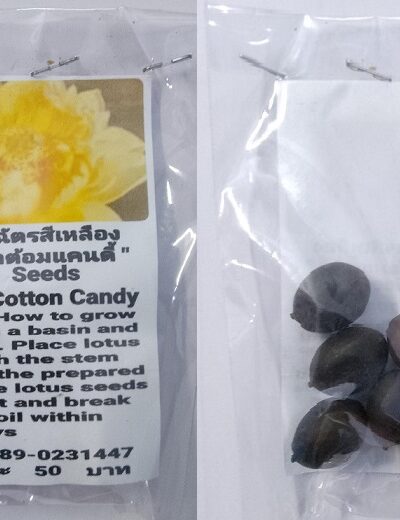 ฉัตรสีเหลือง
ต้อมแคนดี้ "
Seeds
Cotton Candy
How to grow
a basin and
. Place lotus
h the stem
the prepared
e lotus seeds
t and break
oil within
ys
89-0231447
ะ 50 บาท